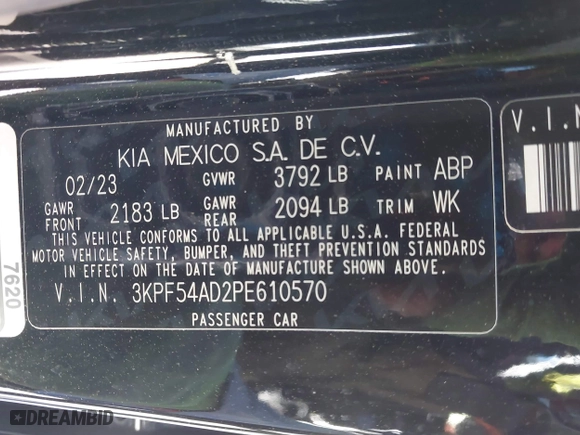 MANUFACTURED BY
KIA MEXICO S.A. DE C.V.
02/23 GVWR 3792 LB PAINT ABP
GAWR FRONT 2183 LB GAWR REAR 2094 LB TRIM WK
THIS VEHICLE CONFORMS TO ALL APPLICABLE U.S.A. FEDERAL
MOTOR VEHICLE SAFETY, BUMPER, AND THEFT PREVENTION STANDARDS
IN EFFECT ON THE DATE OF MANUFACTURE SHOWN ABOVE.
V.I.N. 3KPF54AD2PE610570
PASSENGER CAR
V.I.N
7620
DREAMBID